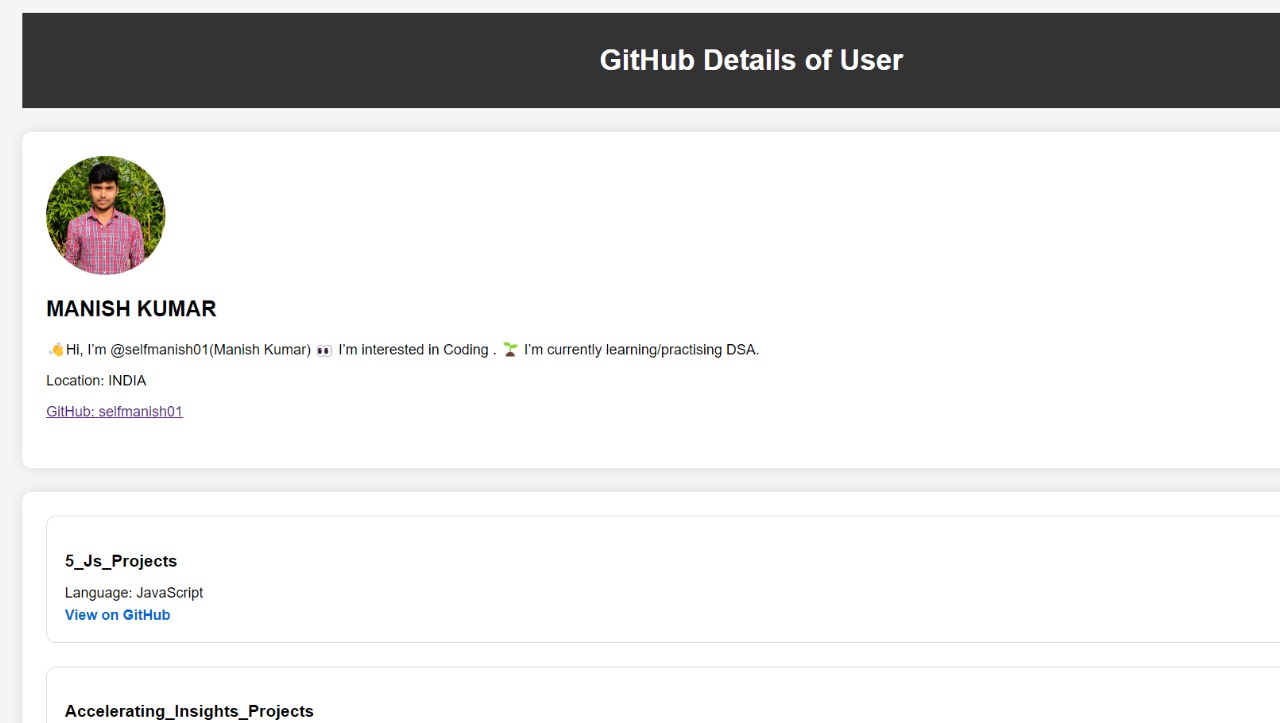 GitHub Details of User
MANISH KUMAR
👋Hi, I’m @selfmanish01(Manish Kumar) 👀 I’m interested in Coding . 🌱 I’m currently learning/practising DSA.
Location: INDIA
GitHub: selfmanish01
5_Js_Projects
Language: JavaScript
View on GitHub
Accelerating_Insights_Projects